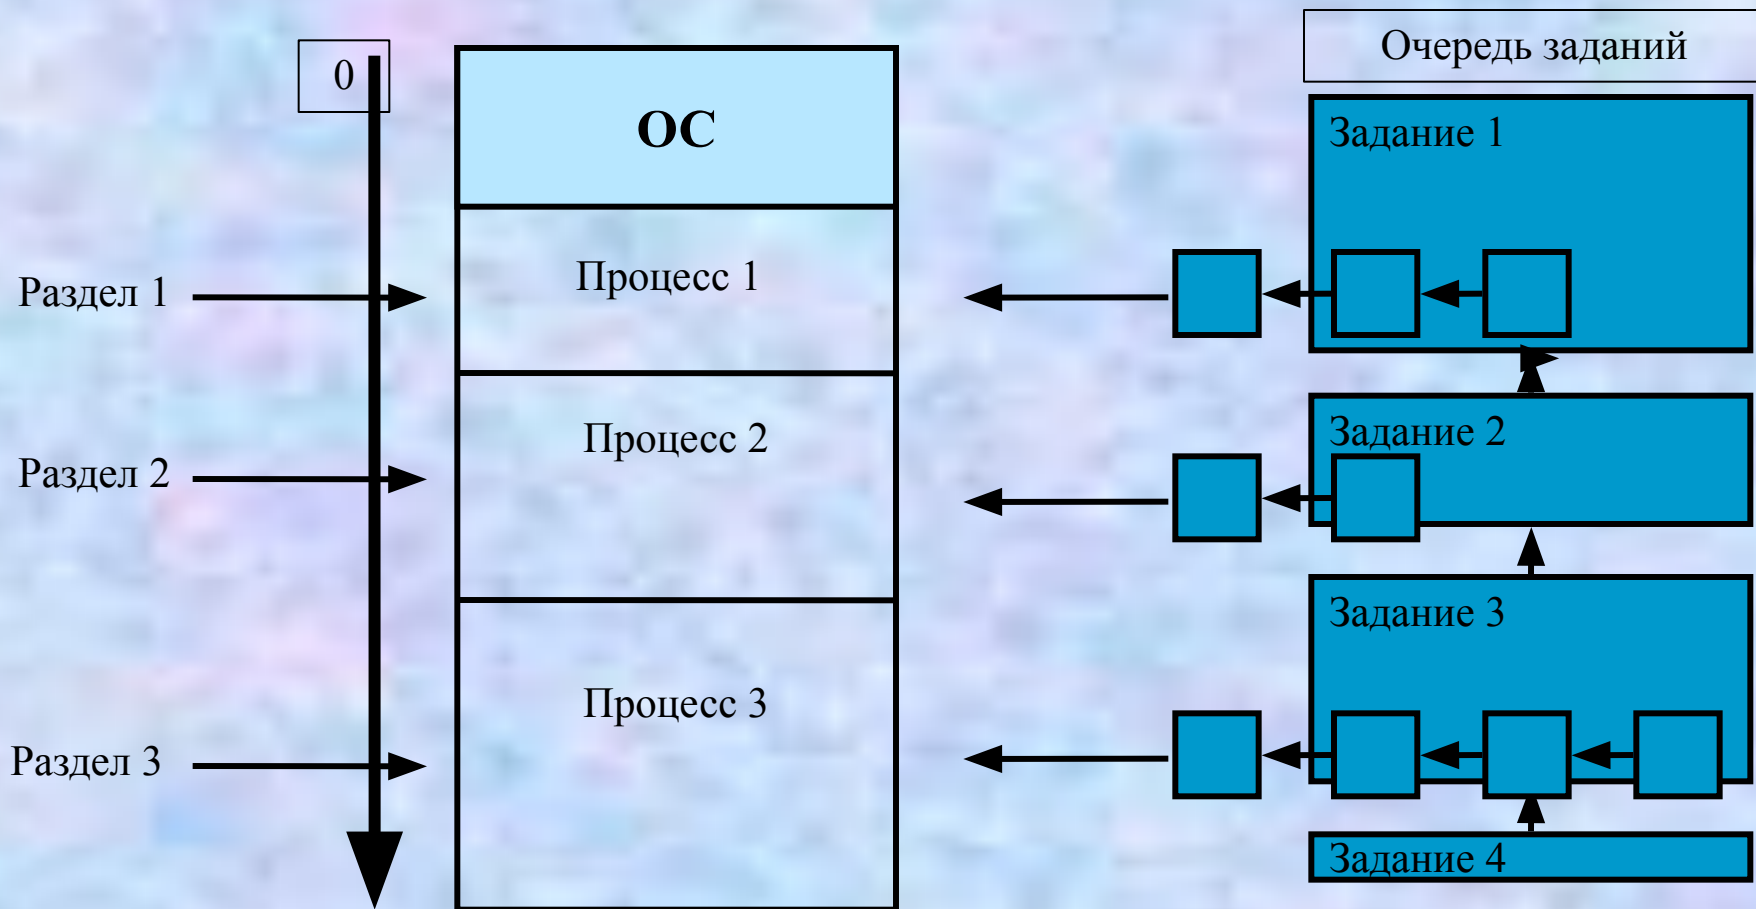 0
ОС
Очередь заданий
Задание 1
Раздел 1
Процесс 1
Раздел 2
Процесс 2
Задание 2
Раздел 3
Процесс 3
Задание 3
Задание 4